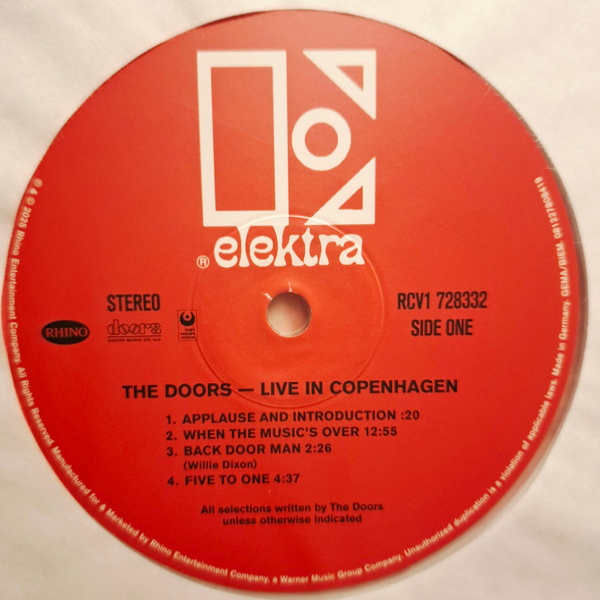 ® elektra
STEREO
RCV1 728332
SIDE ONE
RHINO
doors
THE DOORS — LIVE IN COPENHAGEN
1. APPLAUSE AND INTRODUCTION :20
2. WHEN THE MUSIC'S OVER 12:55
3. BACK DOOR MAN 2:26
(Willie Dixon)
4. FIVE TO ONE 4:37
All selections written by The Doors
unless otherwise indicated
℗ & © 2025 Rhino Entertainment Company. All Rights Reserved. Manufactured for & Marketed by Rhino Entertainment Company, a Warner Music Group Company. Unauthorized duplication is a violation of applicable laws. Made in Germany. GEMA/BIEM 081227806419